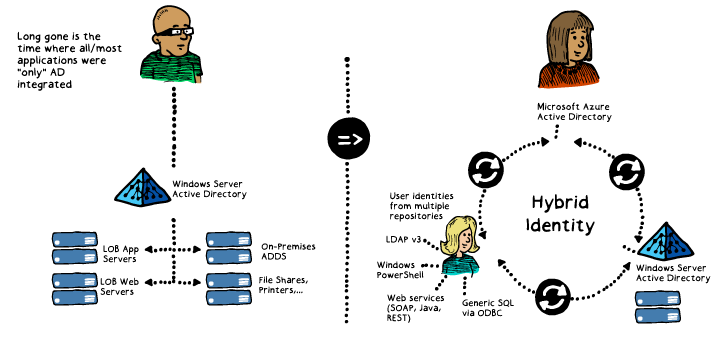 Long gone is the
time where all/most
applications were
"only" AD
integrated
Windows Server
Active Directory
LOB App
Servers
On-Premises
ADDS
LOB Web
Servers
File Shares,
Printers,...
=>
Microsoft Azure
Active Directory
Hybrid
Identity
User identities
from multiple
repositories
LDAP v3
Windows
PowerShell
Web services
(SOAP, Java,
REST)
Generic SQL
via ODBC
Windows Server
Active Directory